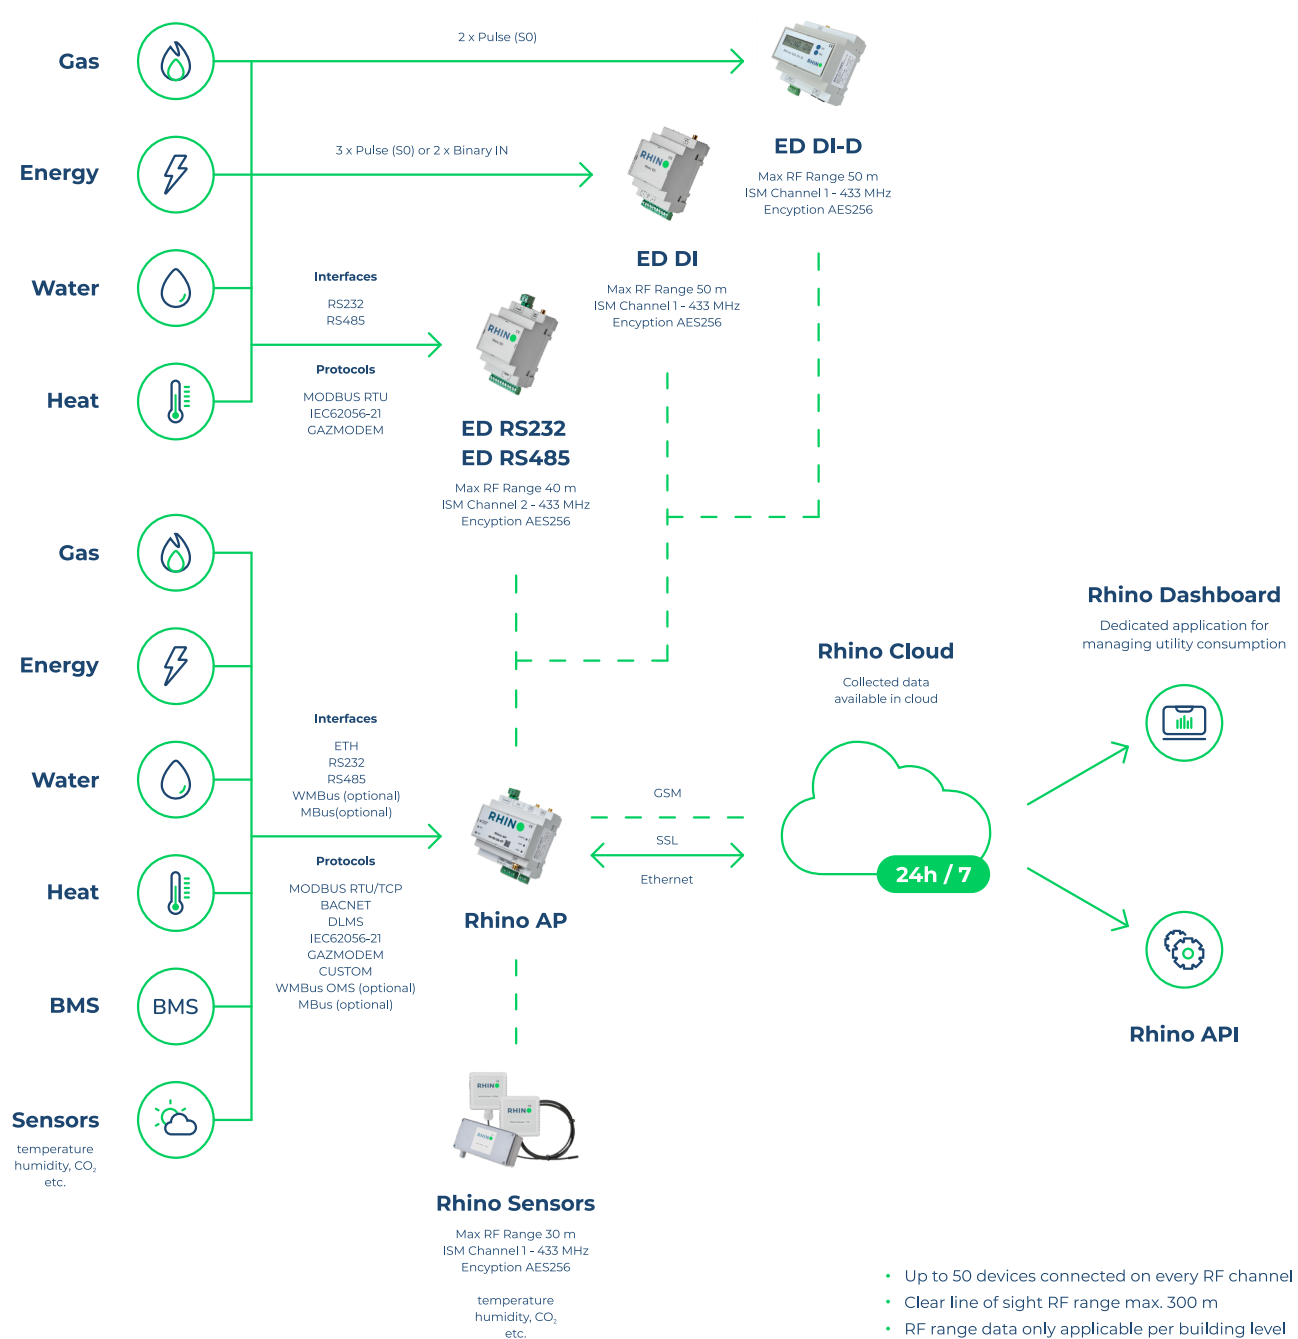 Gas
2 x Pulse (S0)
RHINO
ED DI-D
Max RF Range 50 m
ISM Channel 1 - 433 MHz
Encyption AES256
Energy
3 x Pulse (S0) or 2 x Binary IN
RHINO
ED DI
Max RF Range 50 m
ISM Channel 1 - 433 MHz
Encyption AES256
Water
Interfaces
RS232
RS485
RHINO
Heat
Protocols
MODBUS RTU
IEC62056-21
GAZMODEM
ED RS232
ED RS485
Max RF Range 40 m
ISM Channel 2 - 433 MHz
Encyption AES256
Gas
Energy
Water
Interfaces
ETH
RS232
RS485
WMBus (optional)
MBus(optional)
Heat
Protocols
MODBUS RTU/TCP
BACNET
DLMS
IEC62056-21
GAZMODEM
CUSTOM
WMBus OMS (optional)
MBus (optional)
BMS
BMS
Sensors
temperature
humidity, CO₂
etc.
RHINO
Rhino AP
GSM
SSL
Ethernet
Rhino Cloud
Collected data
available in cloud
24h / 7
Rhino Dashboard
Dedicated application for
managing utility consumption
Rhino API
RHINO
RHINO
RHINO
Rhino Sensors
Max RF Range 30 m
ISM Channel 1 - 433 MHz
Encyption AES256
temperature
humidity, CO₂
etc.
• Up to 50 devices connected on every RF channel
• Clear line of sight RF range max. 300 m
• RF range data only applicable per building level